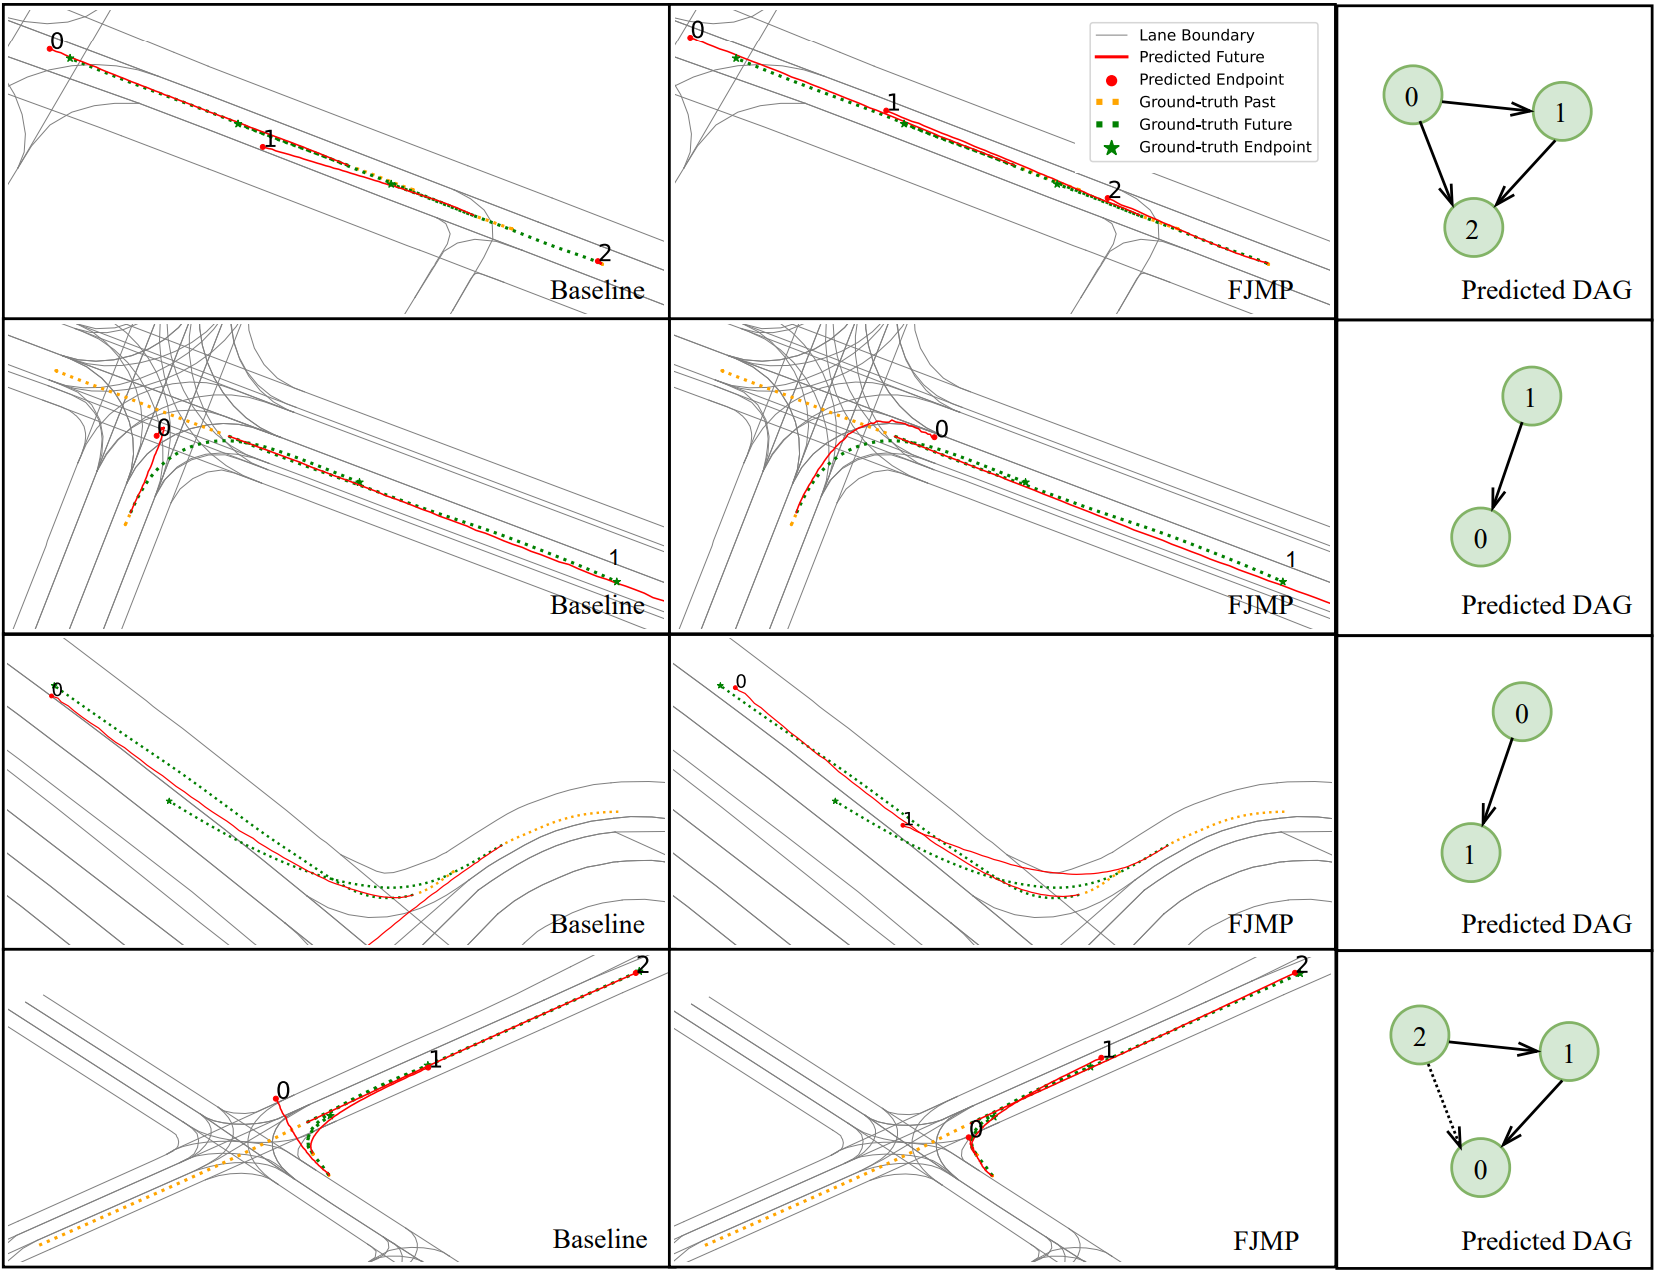 0
1
2
Baseline
0
1
2
Lane Boundary
Predicted Future
Predicted Endpoint
Ground-truth Past
Ground-truth Future
Ground-truth Endpoint
FJMP
0
1
2
Predicted DAG
0
1
Baseline
0
1
FJMP
1
0
Predicted DAG
0
Baseline
0
1
FJMP
0
1
Predicted DAG
2
1
0
Baseline
2
1
0
FJMP
2
1
0
Predicted DAG